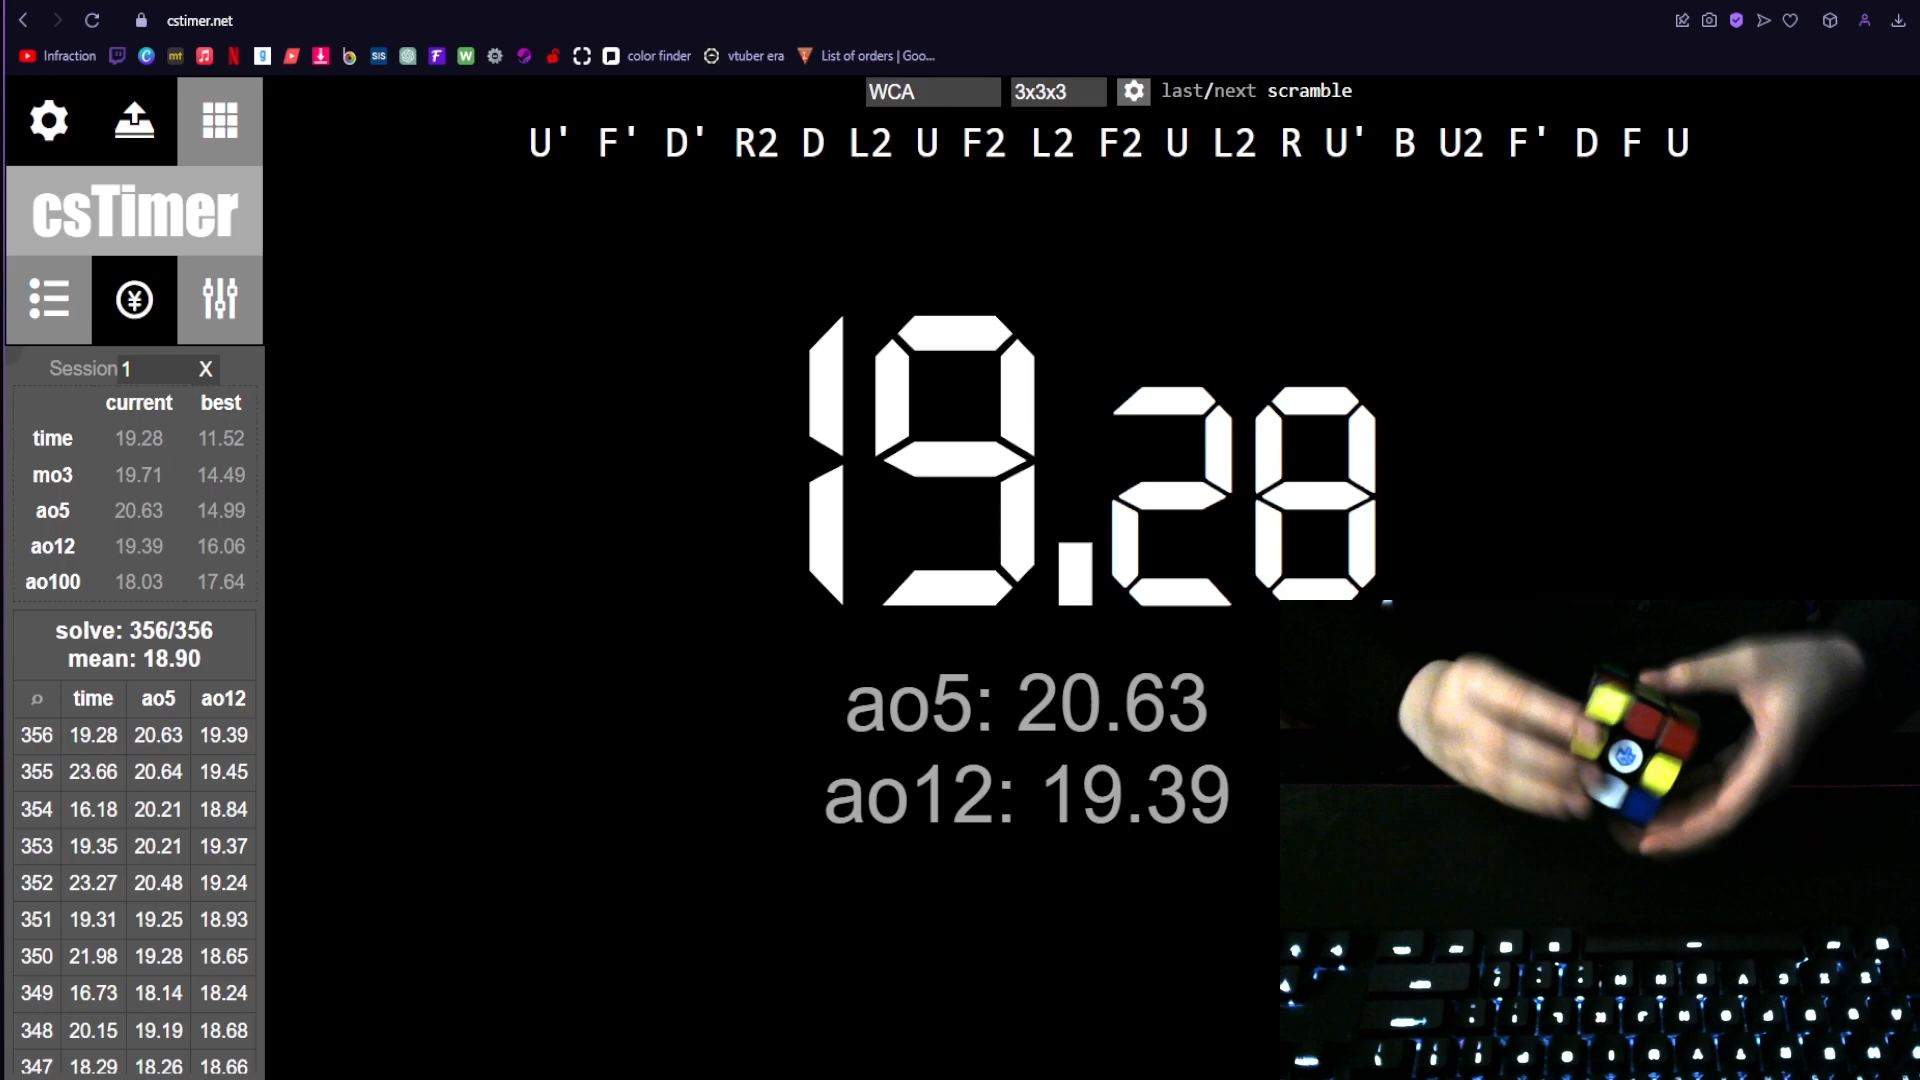 cstimer.net
Infraction
mt
SiS
color finder
vtuber era
List of orders | Goo...
WCA
3x3x3
last/next scramble
U' F' D' R2 D L2 U F2 L2 F2 U L2 R U' B U2 F' D F U
csTimer
Session 1 X
current best
time 19.28 11.52
mo3 19.71 14.49
ao5 20.63 14.99
ao12 19.39 16.06
ao100 18.03 17.64
solve: 356/356
mean: 18.90
time ao5 ao12
356 19.28 20.63 19.39
355 23.66 20.64 19.45
354 16.18 20.21 18.84
353 19.35 20.21 19.37
352 23.27 20.48 19.24
351 19.31 19.25 18.93
350 21.98 19.28 18.65
349 16.73 18.14 18.24
348 20.15 19.19 18.68
347 18.29 18.26 18.66
19.28
ao5: 20.63
ao12: 19.39